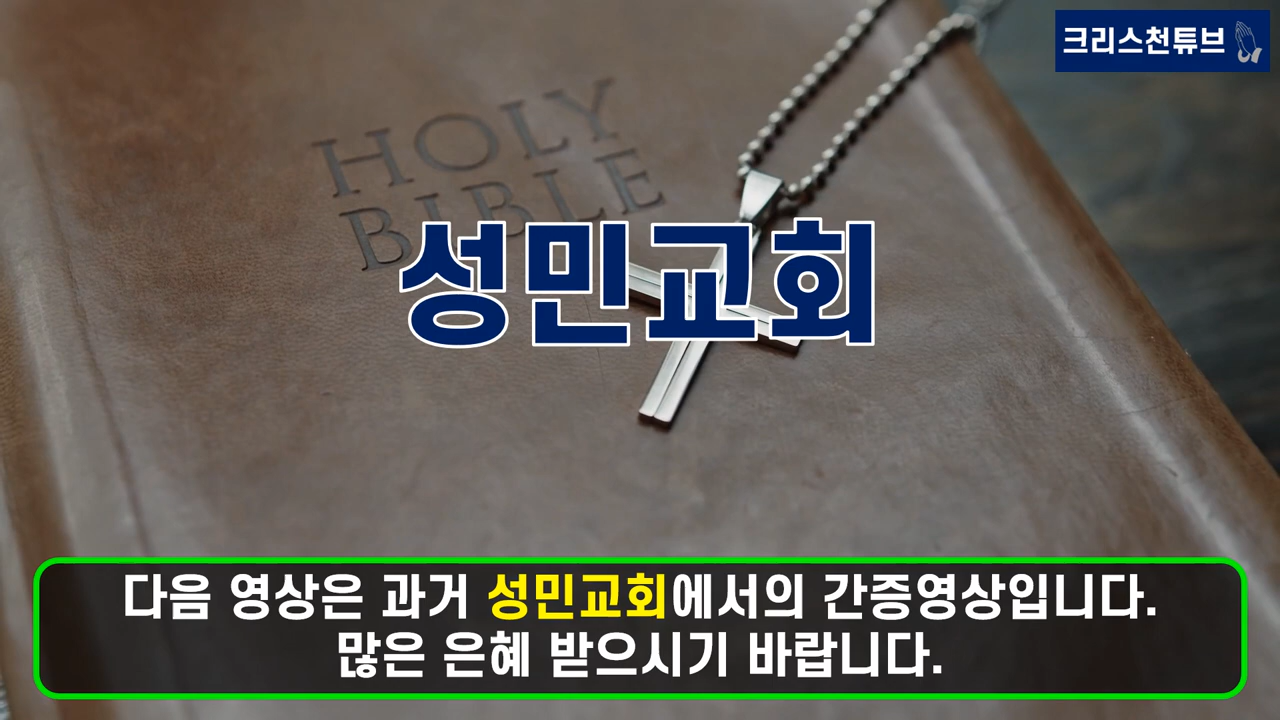 크리스천튜브
HOLY
BIBLE
성민교회
다음 영상은 과거 성민교회에서의 간증영상입니다.
많은 은혜 받으시기 바랍니다.